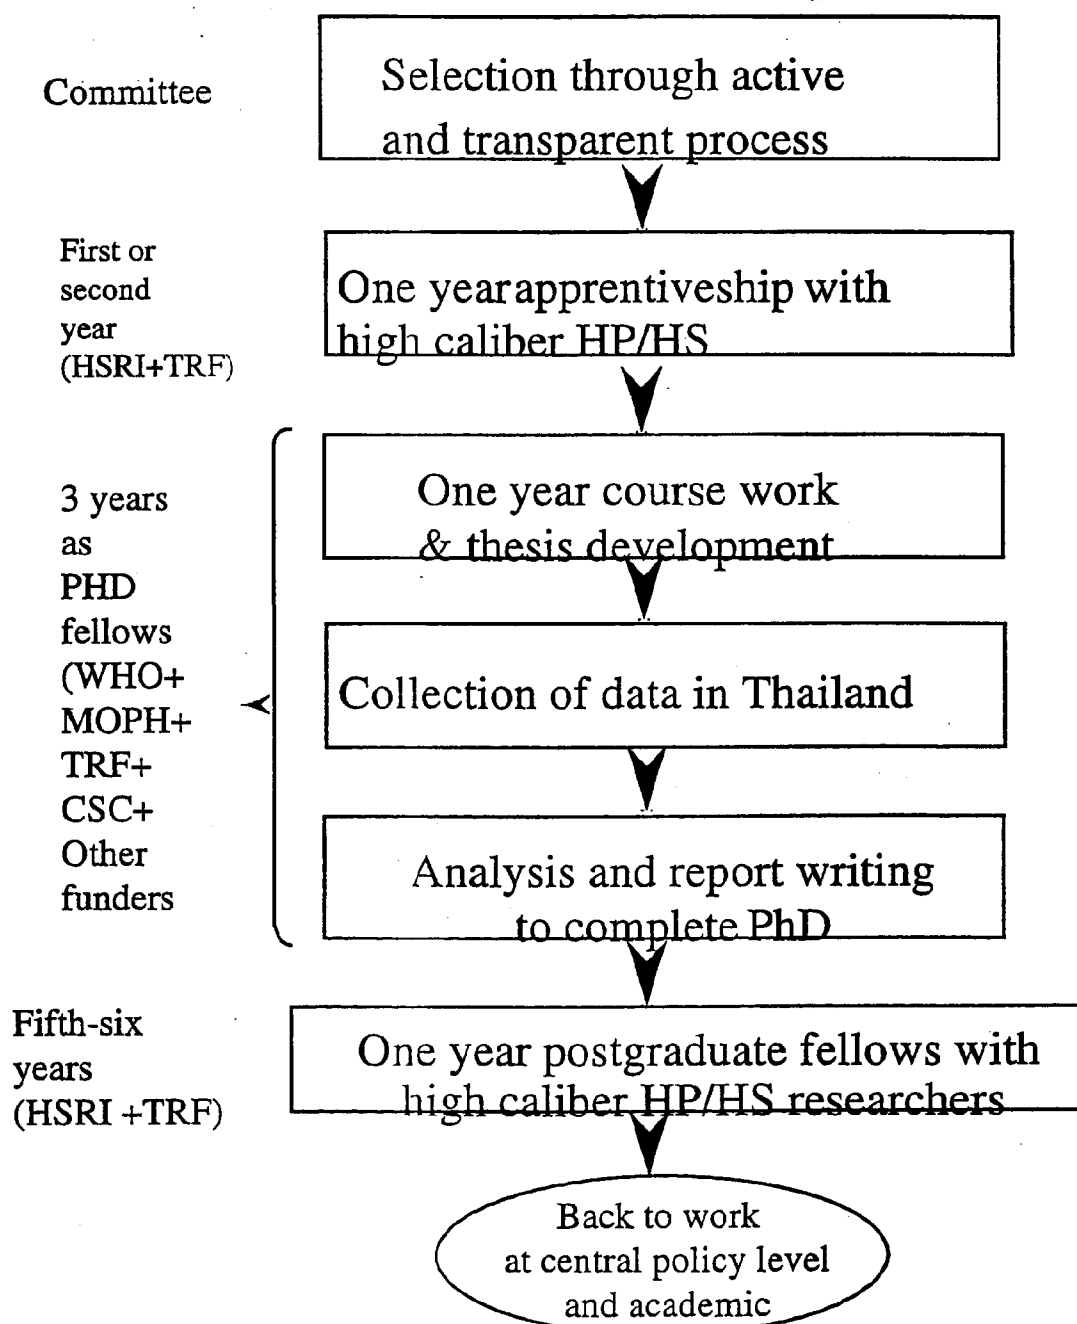 Committee
Selection through active
and transparent process
First or
second
year
(HSRI+TRF)
One year apprentiveship with
high caliber HP/HS
3 years
as
PHD
fellows
(WHO+
MOPH+
TRF+
CSC+
Other
funders
One year course work
& thesis development
Collection of data in Thailand
Analysis and report writing
to complete PhD
Fifth-six
years
(HSRI +TRF)
One year postgraduate fellows with
high caliber HP/HS researchers
Back to work
at central policy level
and academic